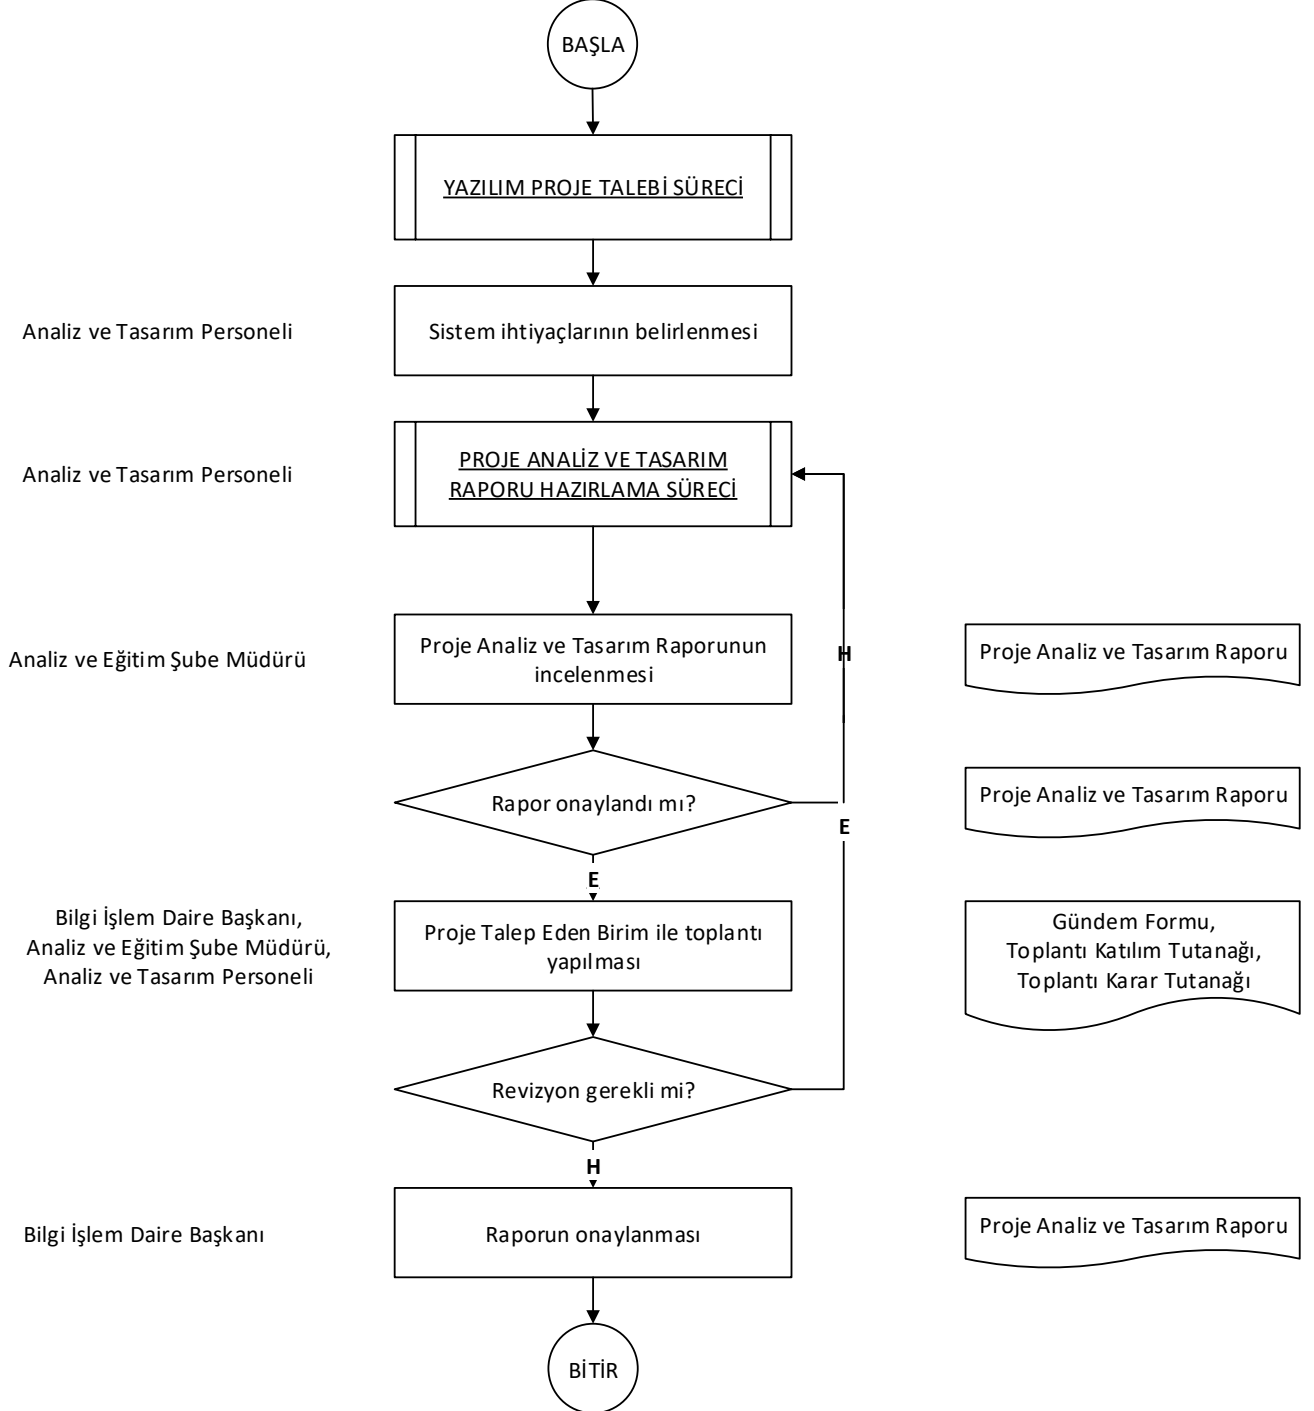 BAŞLA
YAZILIM PROJE TALEBİ SÜRECİ
Analiz ve Tasarım Personeli
Sistem ihtiyaçlarının belirlenmesi
Analiz ve Tasarım Personeli
PROJE ANALİZ VE TASARIM
RAPORU HAZIRLAMA SÜRECİ
Analiz ve Eğitim Şube Müdürü
Proje Analiz ve Tasarım Raporunun
incelenmesi
H
Proje Analiz ve Tasarım Raporu
Rapor onaylandı mı?
Proje Analiz ve Tasarım Raporu
E
E
Bilgi İşlem Daire Başkanı,
Analiz ve Eğitim Şube Müdürü,
Analiz ve Tasarım Personeli
Proje Talep Eden Birim ile toplantı
yapılması
Gündem Formu,
Toplantı Katılım Tutanağı,
Toplantı Karar Tutanağı
Revizyon gerekli mi?
H
Bilgi İşlem Daire Başkanı
Raporun onaylanması
Proje Analiz ve Tasarım Raporu
BİTİR